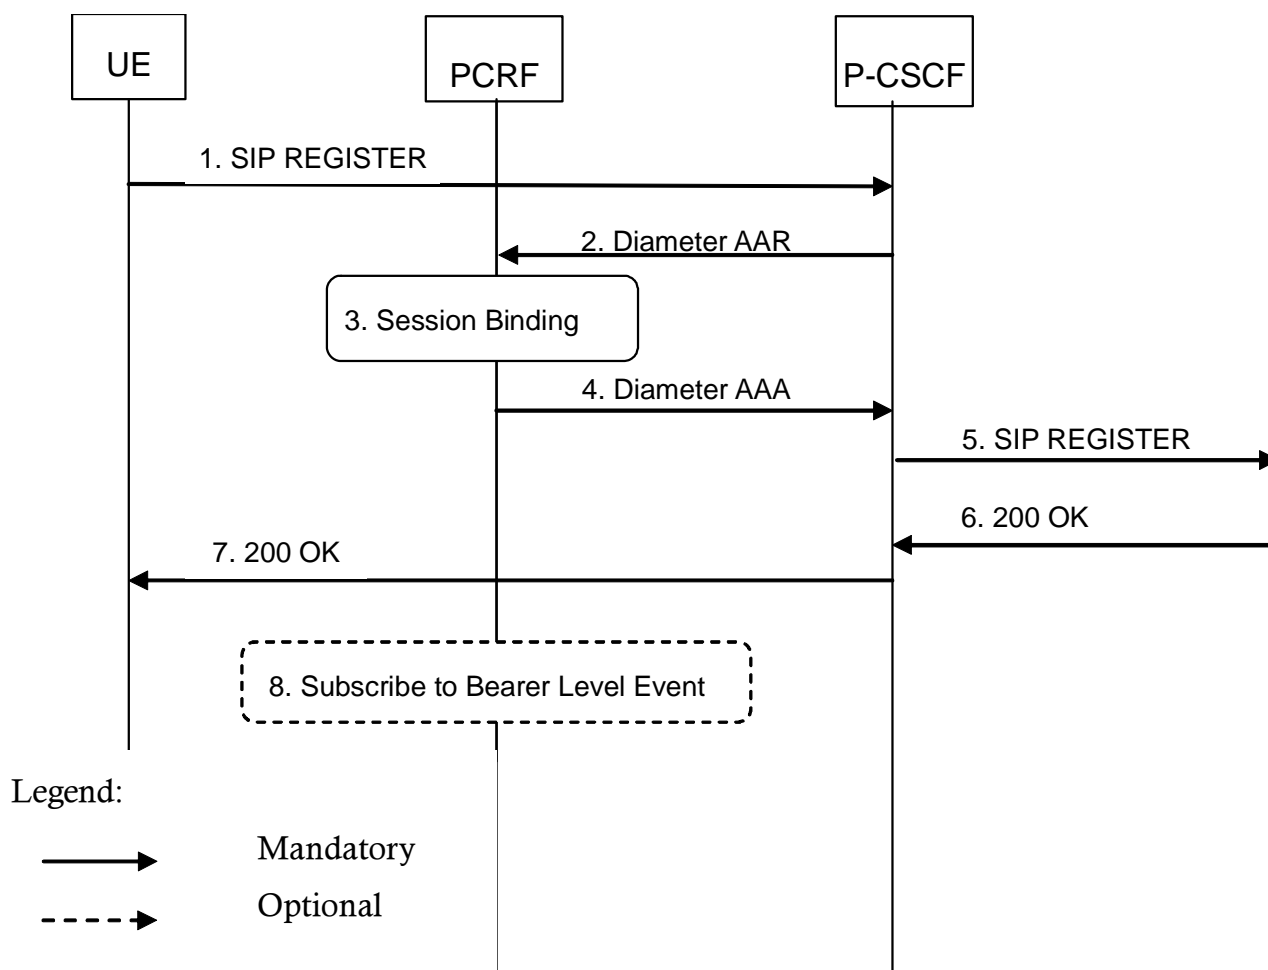 UE
PCRF
P-CSCF
1. SIP REGISTER
2. Diameter AAR
3. Session Binding
4. Diameter AAA
5. SIP REGISTER
6. 200 OK
7. 200 OK
8. Subscribe to Bearer Level Event
Legend:
Mandatory
Optional